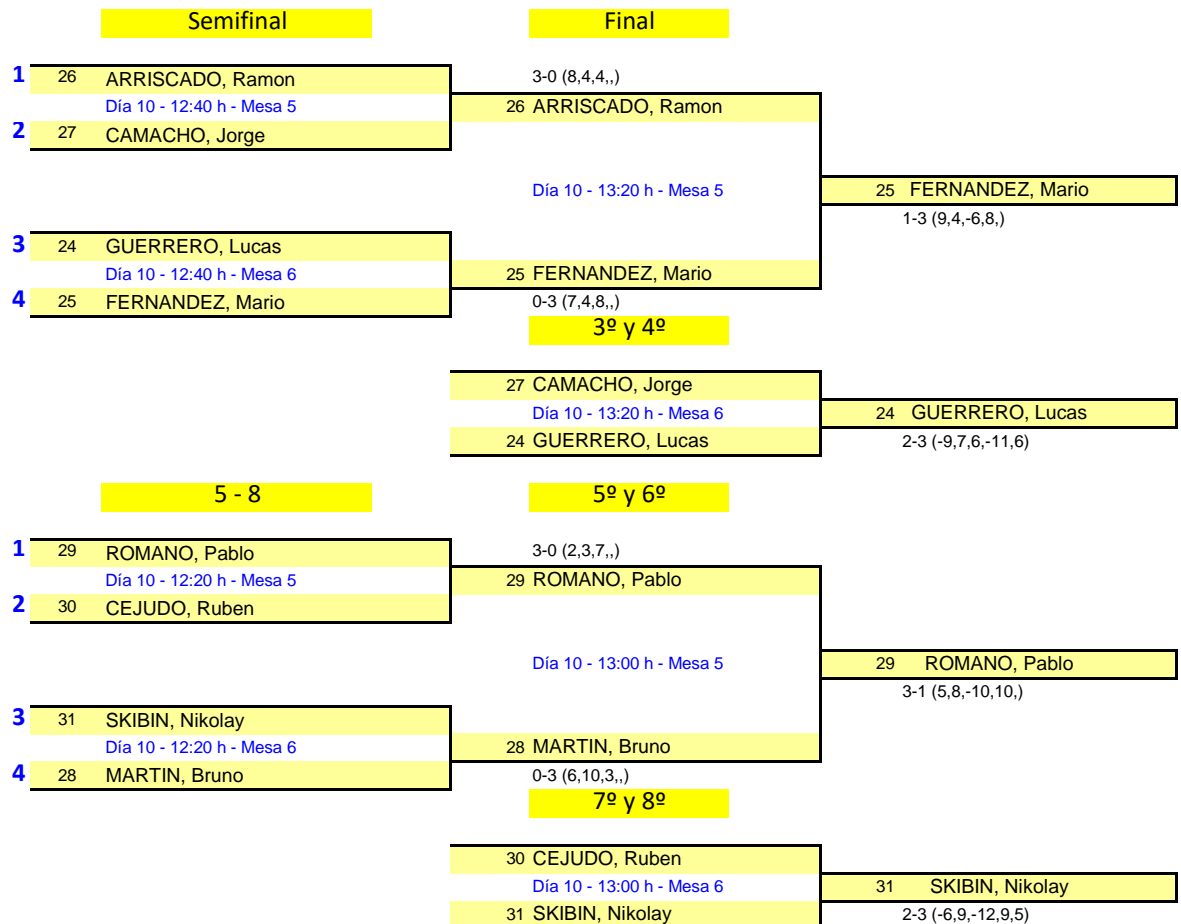 Semifinal Final
1 26 ARRISCADO, Ramon 3-0 (8,4,4,,)
Día 10 - 12:40 h - Mesa 5 26 ARRISCADO, Ramon
2 27 CAMACHO, Jorge
Día 10 - 13:20 h - Mesa 5 25 FERNANDEZ, Mario
1-3 (9,4,-6,8,)
3 24 GUERRERO, Lucas
Día 10 - 12:40 h - Mesa 6 25 FERNANDEZ, Mario
4 25 FERNANDEZ, Mario 0-3 (7,4,8,,)
3º y 4º
27 CAMACHO, Jorge
Día 10 - 13:20 h - Mesa 6 24 GUERRERO, Lucas
24 GUERRERO, Lucas 2-3 (-9,7,6,-11,6)
5 - 8 5º y 6º
1 29 ROMANO, Pablo 3-0 (2,3,7,,)
Día 10 - 12:20 h - Mesa 5 29 ROMANO, Pablo
2 30 CEJUDO, Ruben
Día 10 - 13:00 h - Mesa 5 29 ROMANO, Pablo
3-1 (5,8,-10,10,)
3 31 SKIBIN, Nikolay
Día 10 - 12:20 h - Mesa 6 28 MARTIN, Bruno
4 28 MARTIN, Bruno 0-3 (6,10,3,,)
7º y 8º
30 CEJUDO, Ruben
Día 10 - 13:00 h - Mesa 6 31 SKIBIN, Nikolay
31 SKIBIN, Nikolay 2-3 (-6,9,-12,9,5)